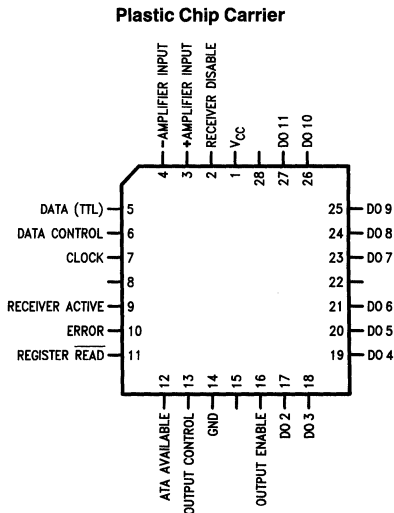 Plastic Chip Carrier
−AMPLIFIER INPUT
+AMPLIFIER INPUT
RECEIVER DISABLE
VCC
DO 11
DO 10
4 3 2 1 28 27 26
DATA (TTL) 5
DATA CONTROL 6
CLOCK 7
8
RECEIVER ACTIVE 9
ERROR 10
REGISTER READ 11
25 DO 9
24 DO 8
23 DO 7
22
21 DO 6
20 DO 5
19 DO 4
12 13 14 15 16 17 18
ATA AVAILABLE
OUTPUT CONTROL
GND
OUTPUT ENABLE
DO 2
DO 3